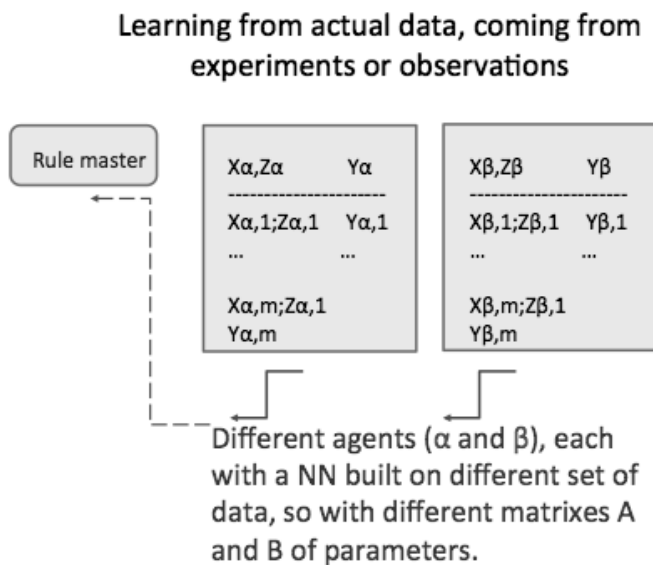 Learning from actual data, coming from
experiments or observations
Rule master
Xα,Zα Yα
----------------------
Xα,1;Zα,1 Yα,1
... ...
Xα,m;Zα,1
Yα,m
Xβ,Zβ Yβ
----------------------
Xβ,1;Zβ,1 Yβ,1
... ...
Xβ,m;Zβ,1
Yβ,m
Different agents (α and β), each
with a NN built on different set of
data, so with different matrixes A
and B of parameters.